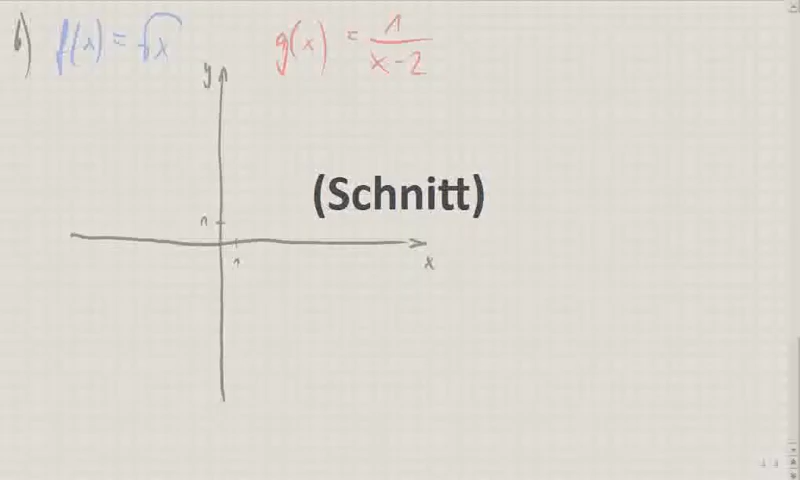 b) f(x) = √x g(x) = 1/(x-2)
y
(Schnitt)
1
1
x